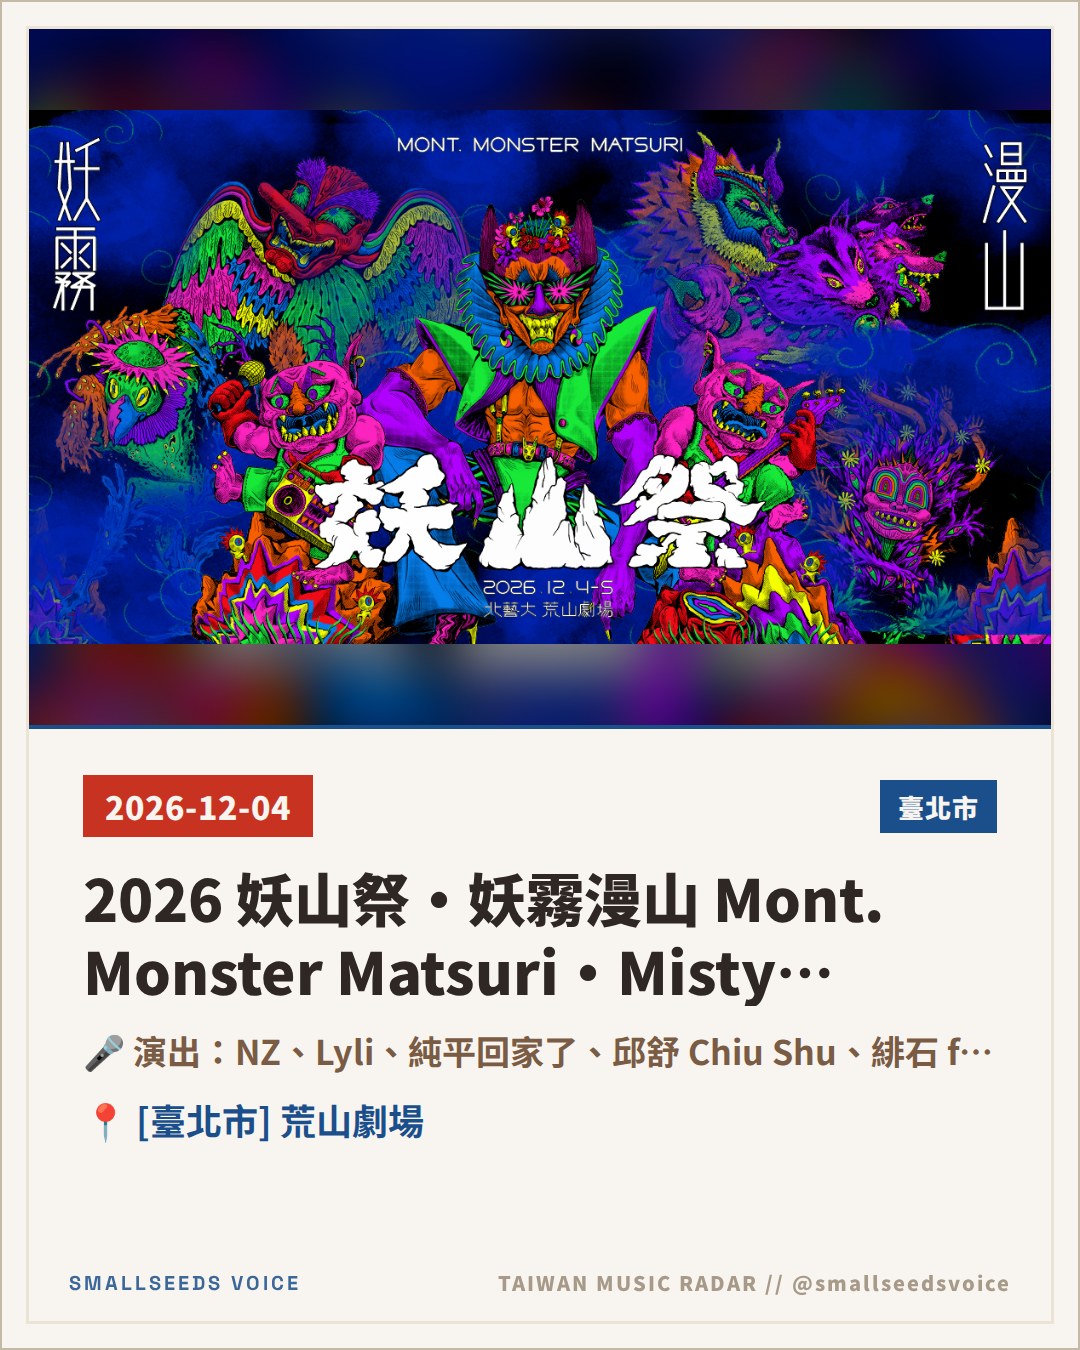 MONT. MONSTER MATSURI
妖霧
漫山
妖山祭
2026.12.4-5
北藝大 荒山劇場
2026-12-04
臺北市
2026 妖山祭・妖霧漫山 Mont.
Monster Matsuri・Misty…
🎤 演出：NZ、Lyli、純平回家了、邱舒 Chiu Shu、緋石 f…
📍 [臺北市] 荒山劇場
SMALLSEEDS VOICE
TAIWAN MUSIC RADAR // @smallseedsvoice